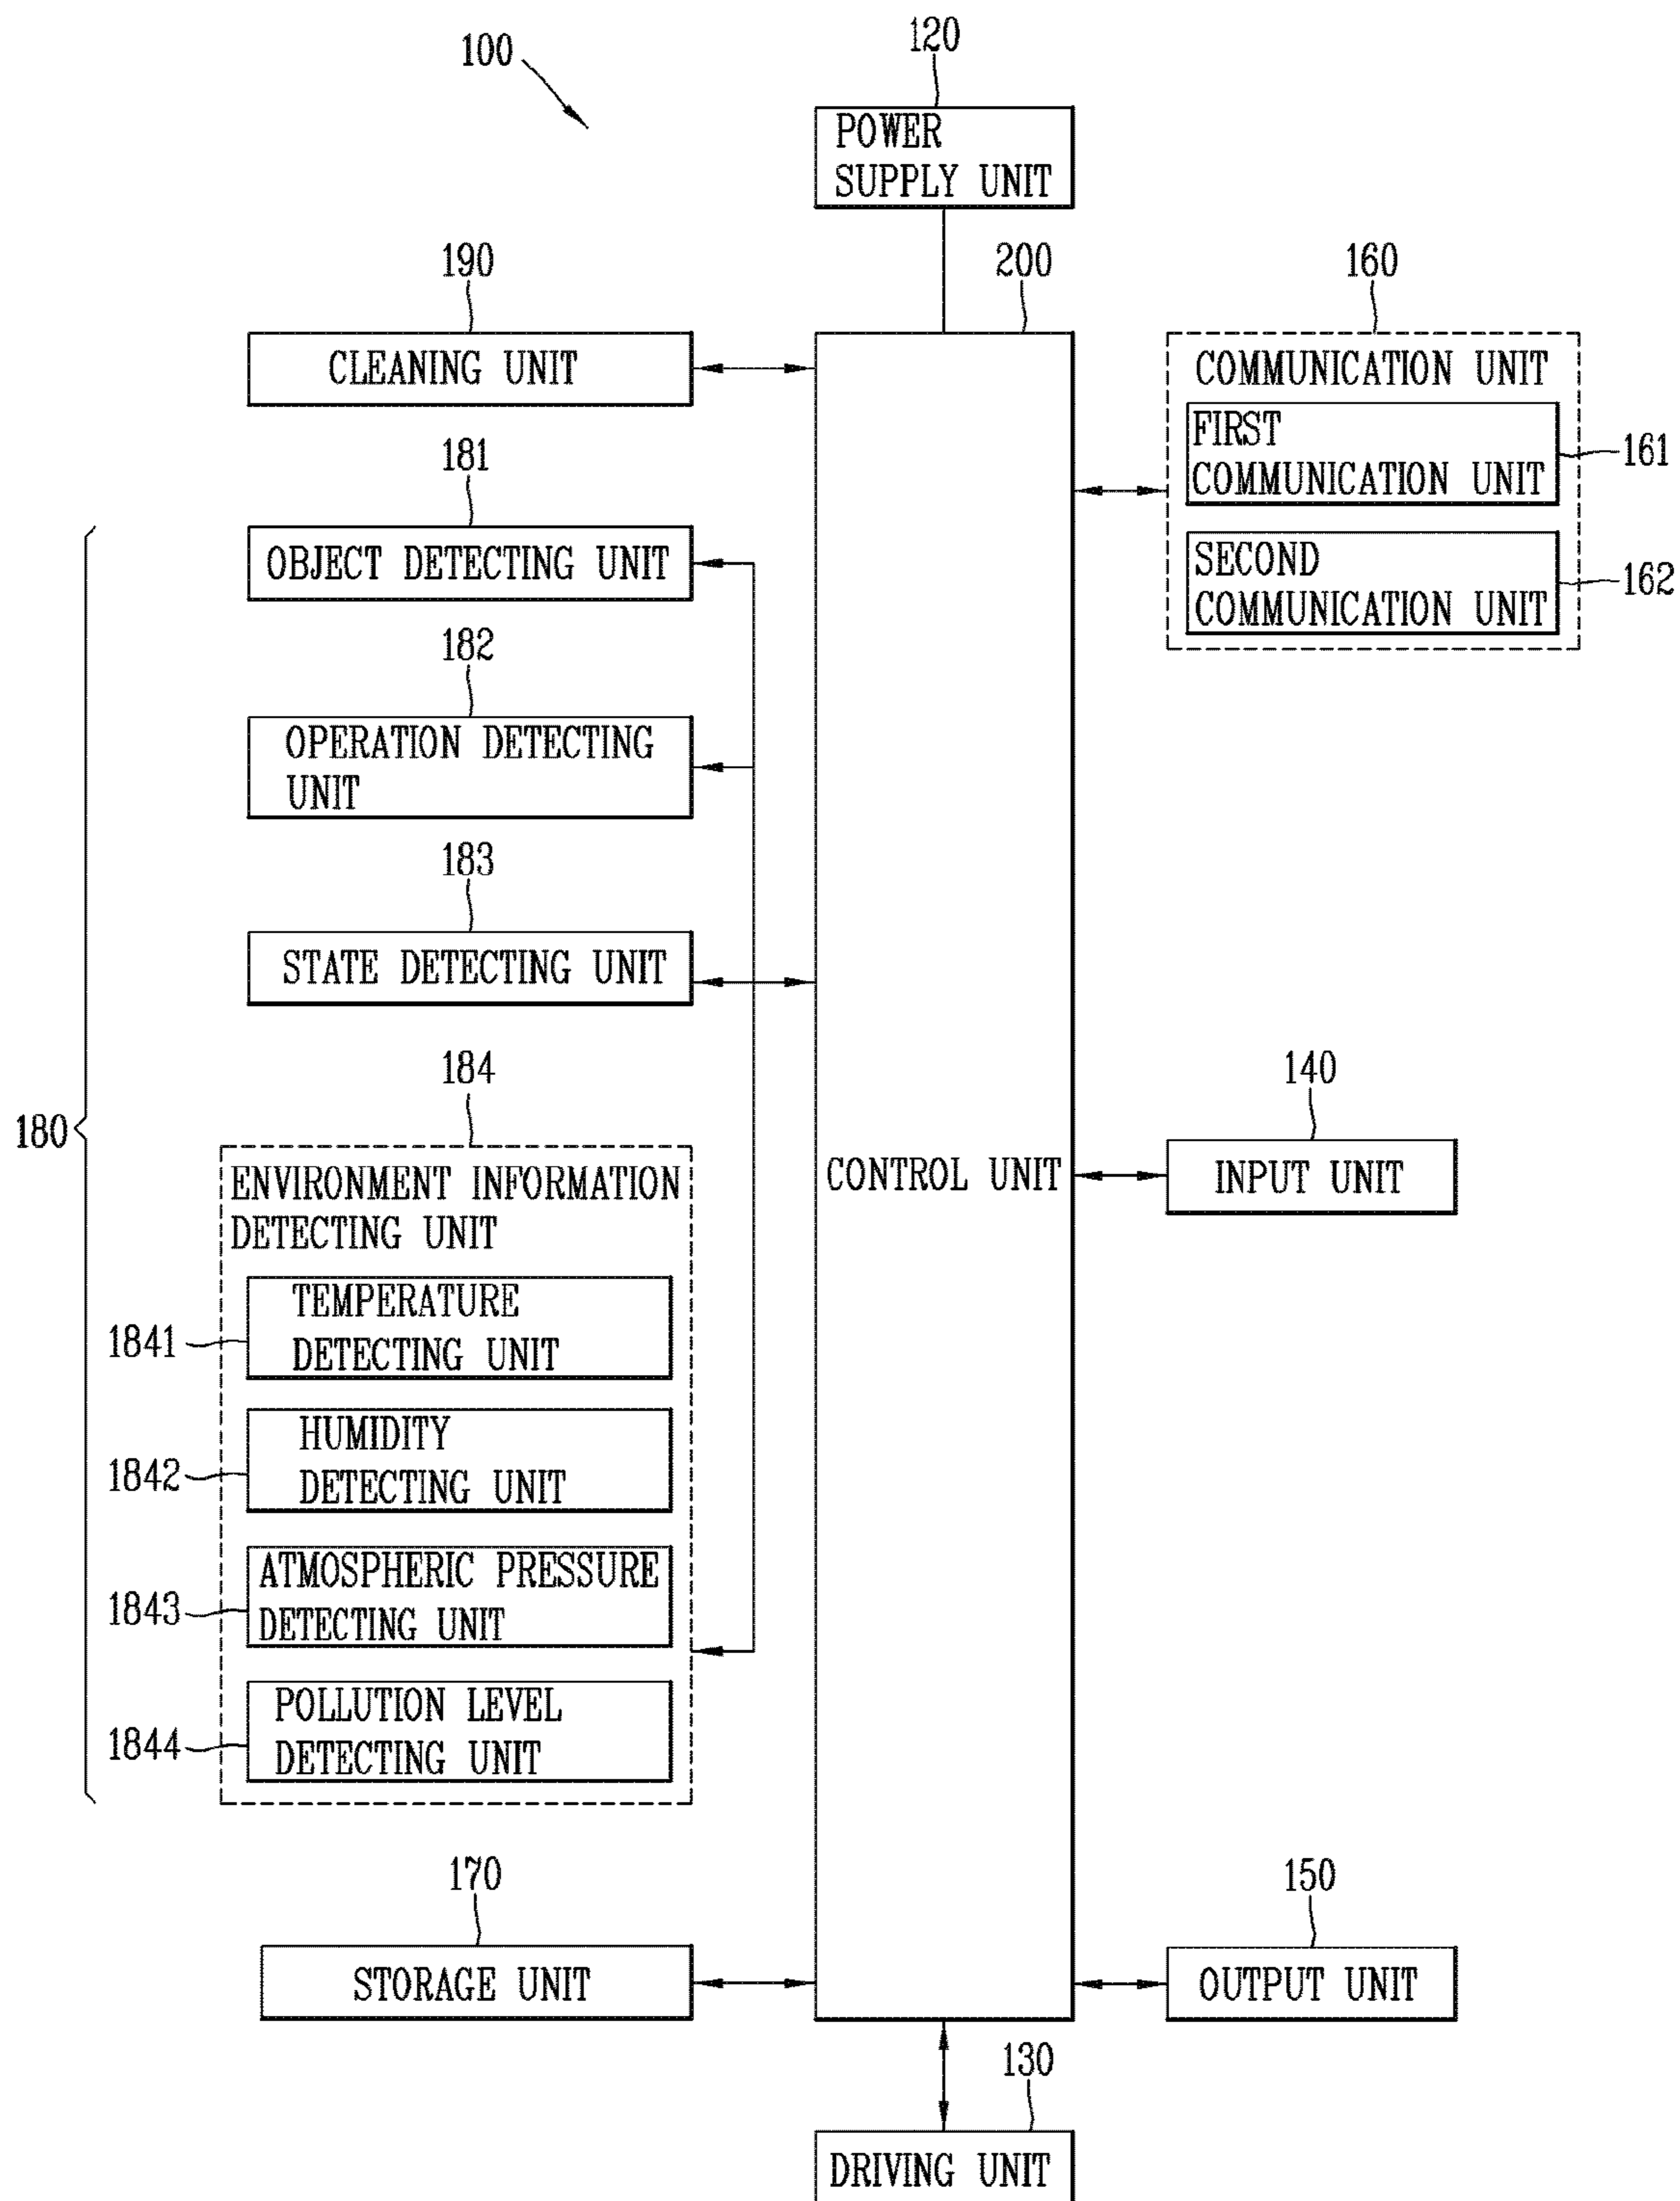 100
120
POWER
SUPPLY UNIT
190
200
160
CLEANING UNIT
COMMUNICATION UNIT
FIRST
COMMUNICATION UNIT
161
181
OBJECT DETECTING UNIT
SECOND
COMMUNICATION UNIT
162
182
OPERATION DETECTING
UNIT
183
STATE DETECTING UNIT
184
140
180
CONTROL UNIT
INPUT UNIT
ENVIRONMENT INFORMATION
DETECTING UNIT
TEMPERATURE
DETECTING UNIT
1841
HUMIDITY
DETECTING UNIT
1842
ATMOSPHERIC PRESSURE
DETECTING UNIT
1843
POLLUTION LEVEL
DETECTING UNIT
1844
170
150
STORAGE UNIT
OUTPUT UNIT
130
DRIVING UNIT